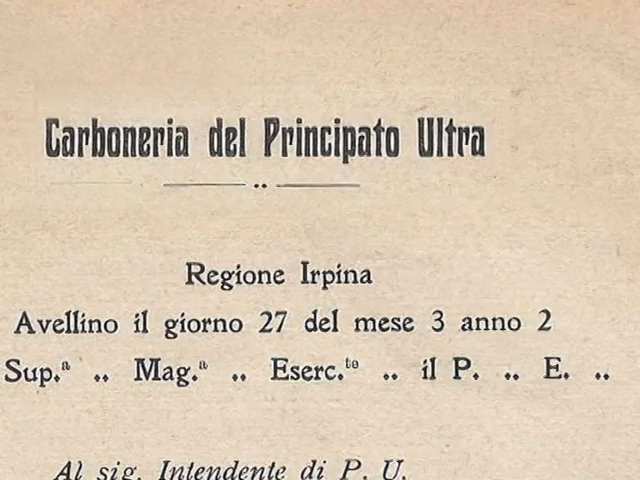 Carboneria del Principato Ultra
Regione Irpina
Avellino il giorno 27 del mese 3 anno 2
Sup.ª .. Mag.ª .. Eserc.ᵗᵒ .. il P. .. E. ..
Al sig. Intendente di P. U.